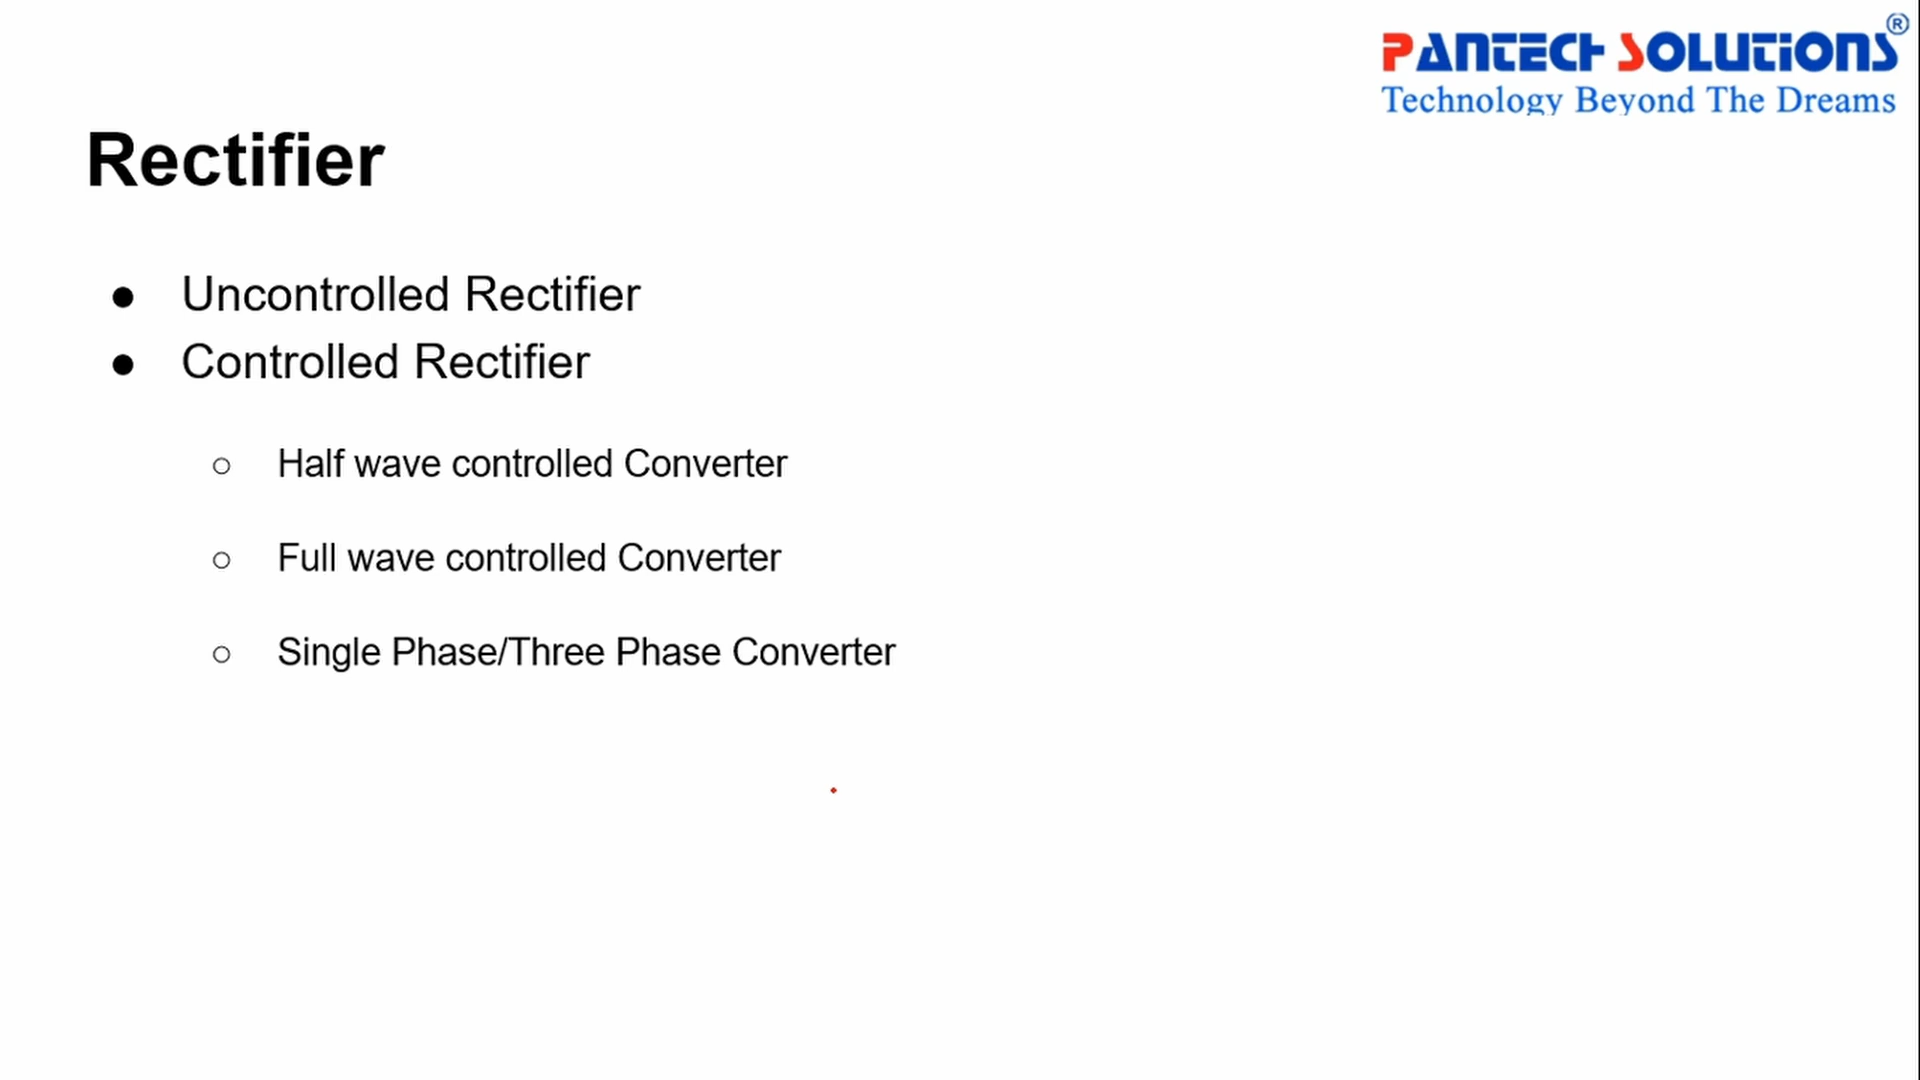 PANTECH SOLUTIONS®
Technology Beyond The Dreams
Rectifier
● Uncontrolled Rectifier
● Controlled Rectifier
○ Half wave controlled Converter
○ Full wave controlled Converter
○ Single Phase/Three Phase Converter